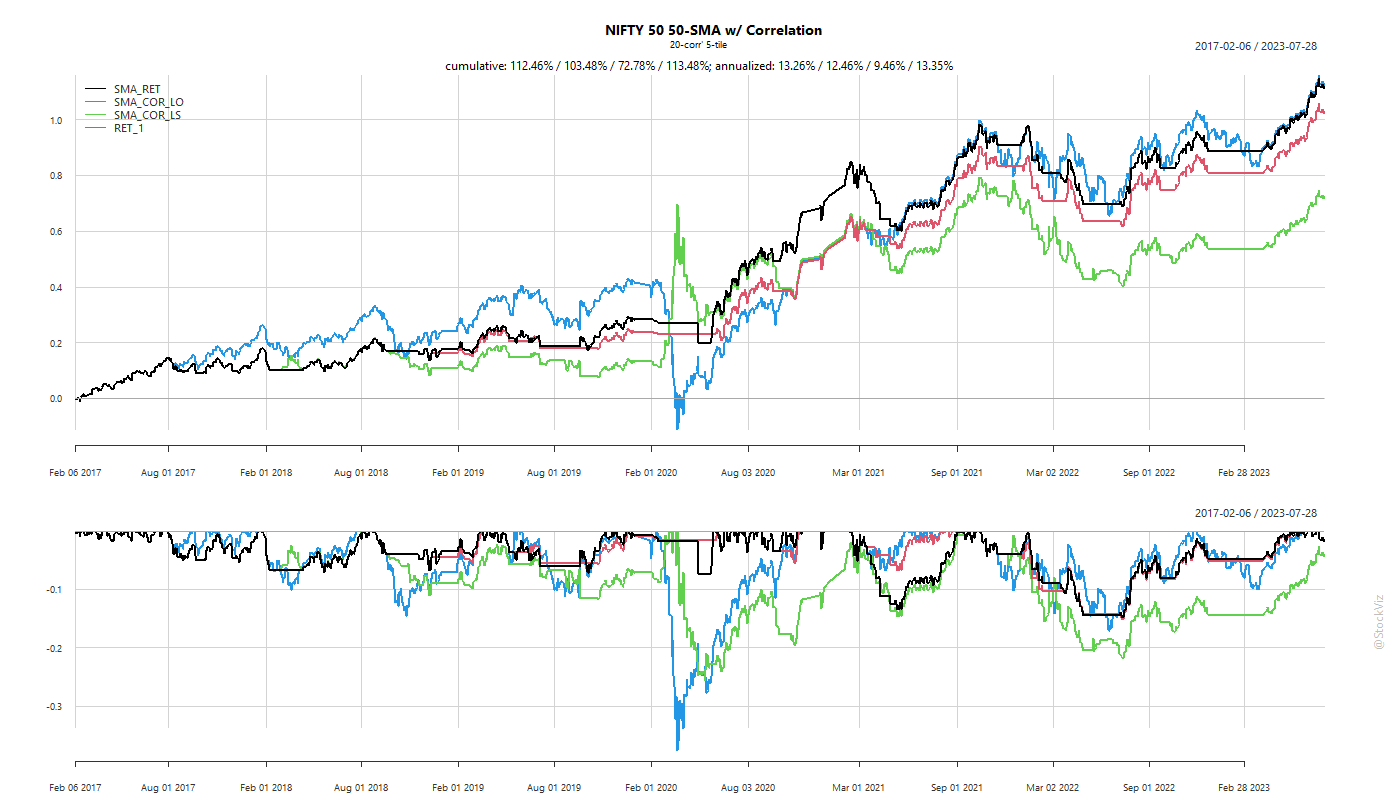 NIFTY 50 50-SMA w/ Correlation
20-corr' 5-tile
2017-02-06 / 2023-07-28
cumulative: 112.46% / 103.48% / 72.78% / 113.48%; annualized: 13.26% / 12.46% / 9.46% / 13.35%
SMA_RET
SMA_COR_LO
SMA_COR_LS
RET_1
1.0
0.8
0.6
0.4
0.2
0.0
Feb 06 2017 Aug 01 2017 Feb 01 2018 Aug 01 2018 Feb 01 2019 Aug 01 2019 Feb 01 2020 Aug 03 2020 Mar 01 2021 Sep 01 2021 Mar 02 2022 Sep 01 2022 Feb 28 2023
2017-02-06 / 2023-07-28
-0.1
-0.2
-0.3
Feb 06 2017 Aug 01 2017 Feb 01 2018 Aug 01 2018 Feb 01 2019 Aug 01 2019 Feb 01 2020 Aug 03 2020 Mar 01 2021 Sep 01 2021 Mar 02 2022 Sep 01 2022 Feb 28 2023
@StockViz